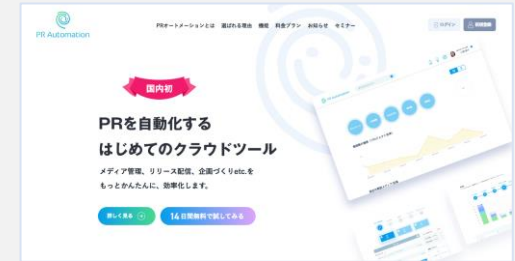 PR Automation
PRオートメーションとは 選ばれる理由 機能 料金プラン お知らせ セミナー
ログイン
国内初
PR Automation
PRを自動化する
はじめてのクラウドツール
メディア管理、リリース配信、企画づくりetc.を
もっとかんたんに、効率化します。
詳しく見る
14日間無料で試してみる